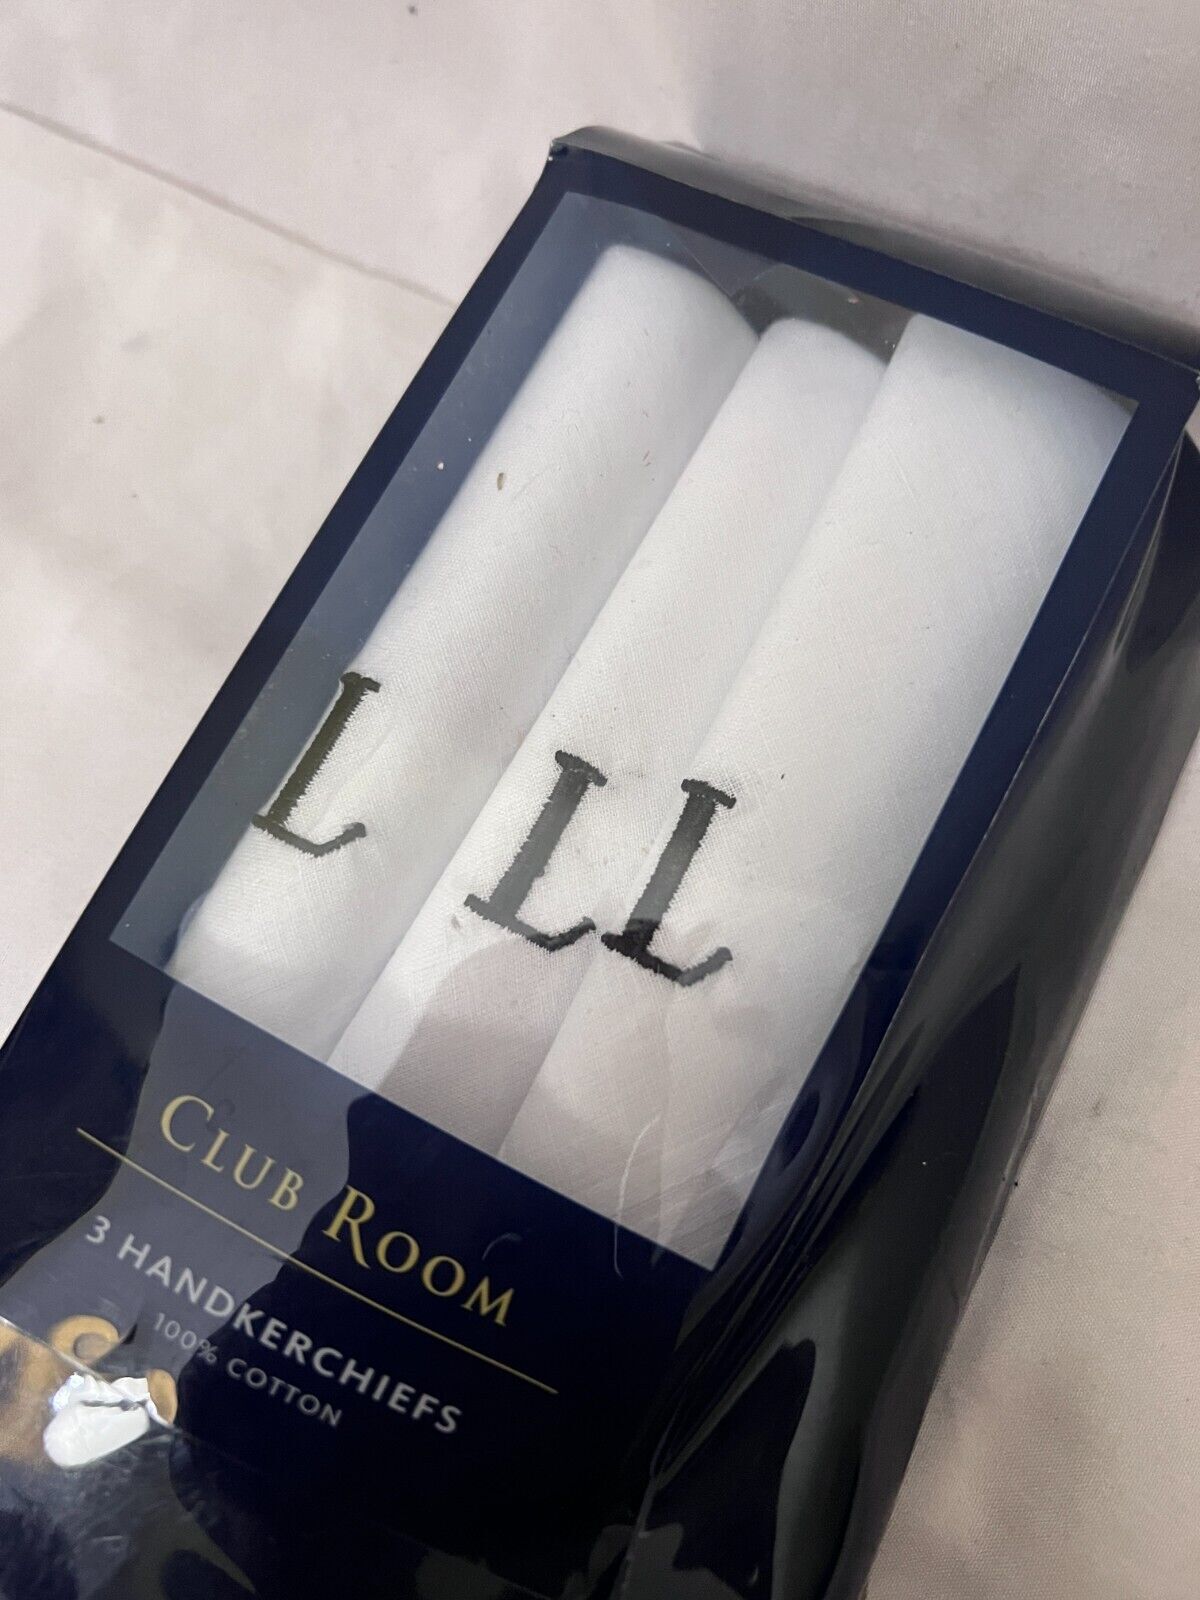 L L L
CLUB ROOM
3 HANDKERCHIEFS
100% COTTON